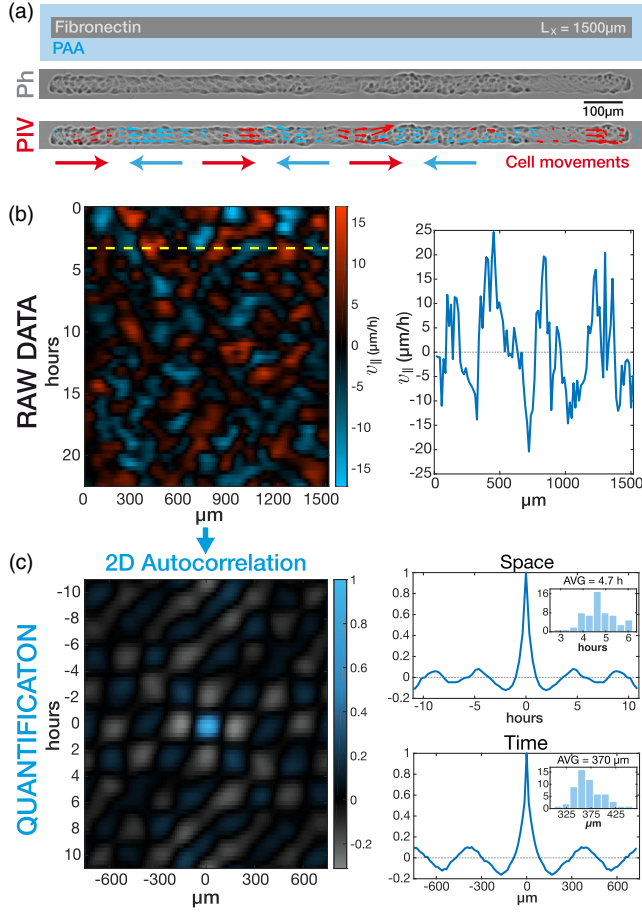 (a)
Fibronectin
Lx = 1500µm
PAA
Ph
100µm
PIV
Cell movements
(b)
RAW DATA
hours
0
5
10
15
20
0 300 600 900 1200 1500
µm
15
10
5
0
-5
-10
-15
v∥ (µm/h)
v∥ (µm/h)
25
20
15
10
5
0
-5
-10
-15
-20
-25
0 500 1000 1500
µm
(c)
2D Autocorrelation
QUANTIFICATON
hours
-10
-8
-6
-4
-2
0
2
4
6
8
10
-600 -300 0 300 600
µm
1
0.8
0.6
0.4
0.2
0
-0.2
Space
1
0.8
0.6
0.4
0.2
0
-0.2
-10 -5 0 5 10
hours
AVG = 4.7 h
16
8
0
3 4 5 6
hours
Time
1
0.8
0.6
0.4
0.2
0
-0.2
-600 -300 0 300 600
µm
AVG = 370 µm
15
10
5
0
325 375 425
µm